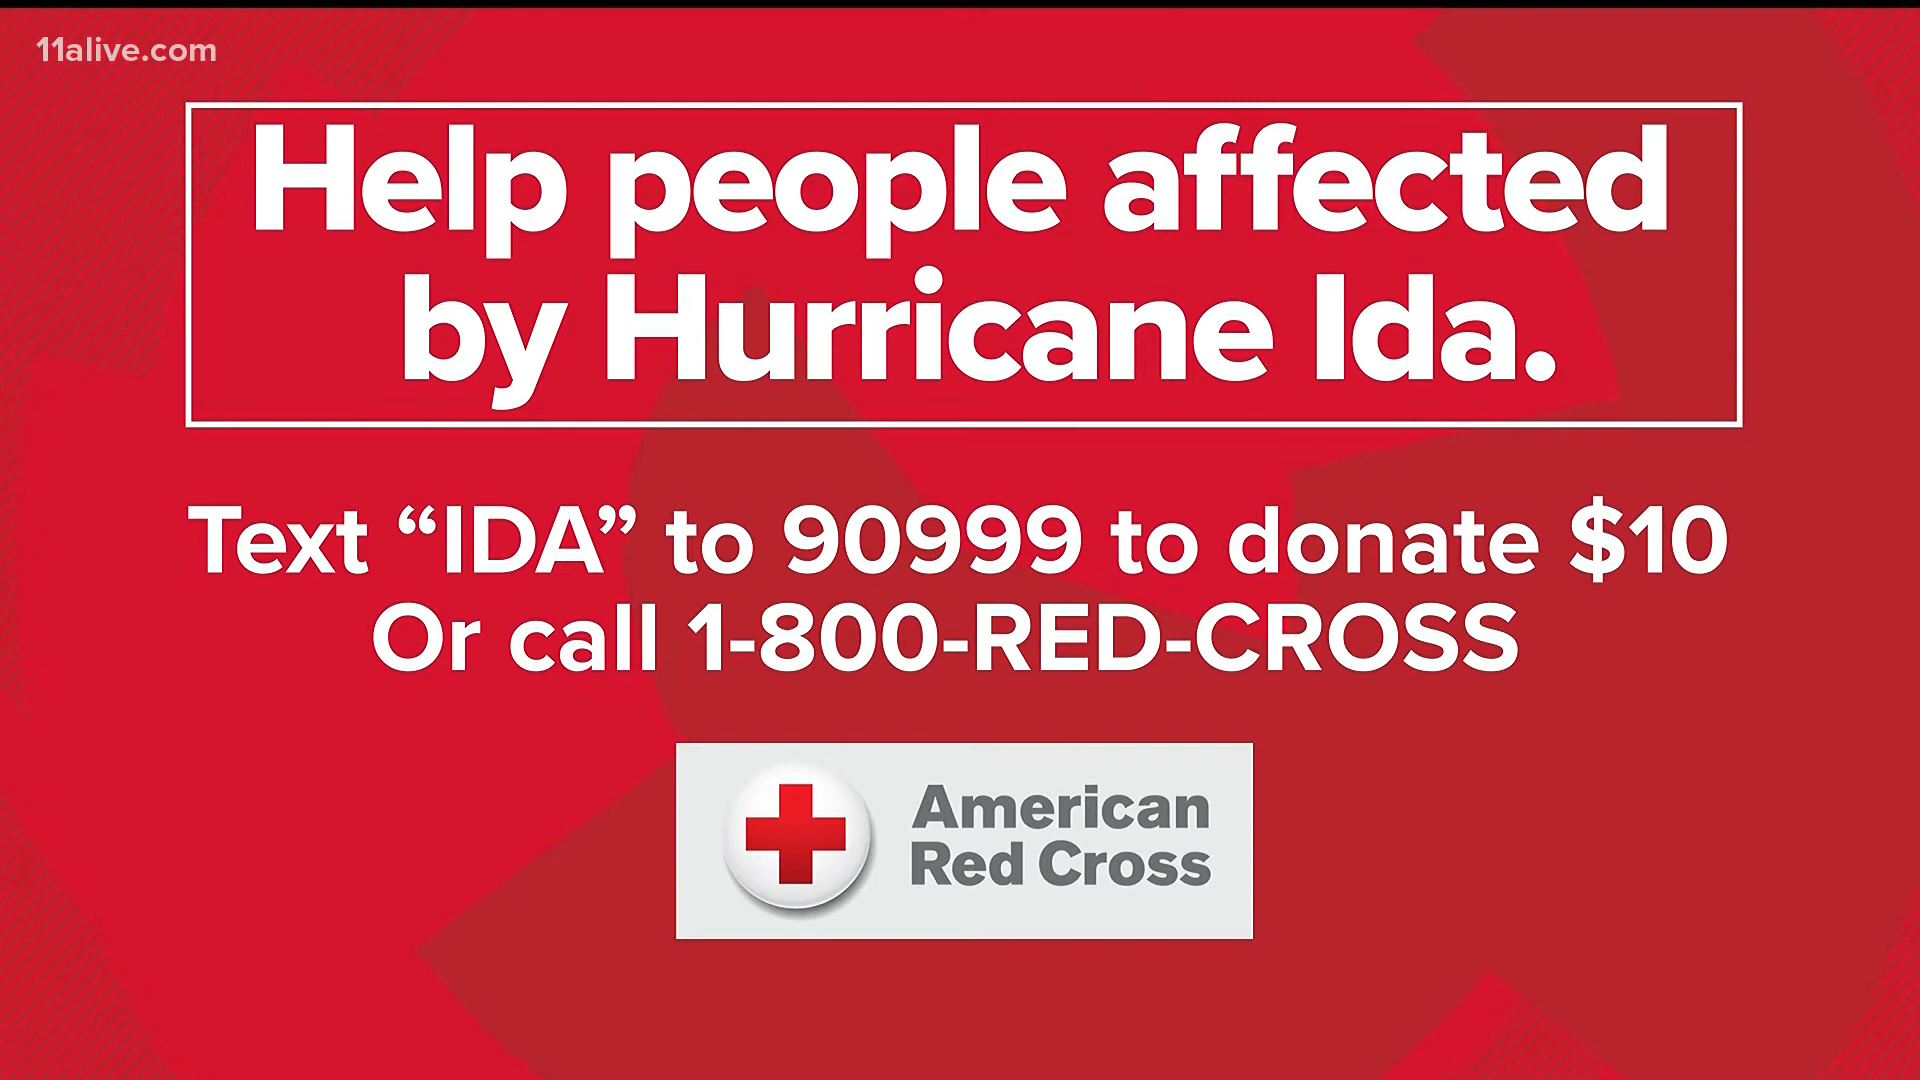 11alive.com
Help people affected
by Hurricane Ida.
Text “IDA” to 90999 to donate $10
Or call 1-800-RED-CROSS
American
Red Cross